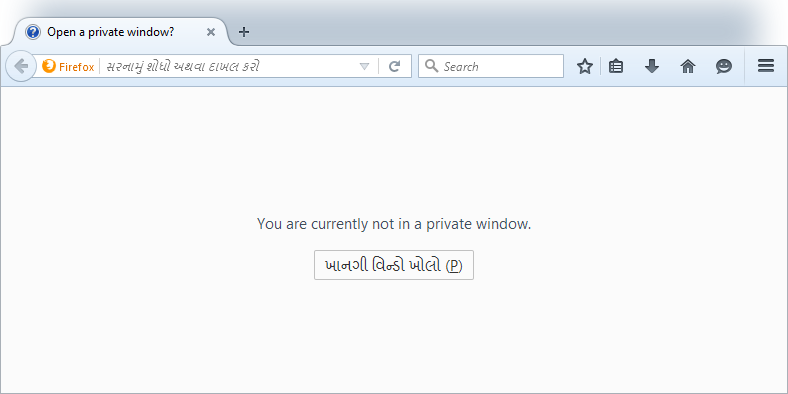 Open a private window?
Firefox
સરનામું શોધો અથવા દાખલ કરો
Search
You are currently not in a private window.
ખાનગી વિન્ડો ખોલો (P)